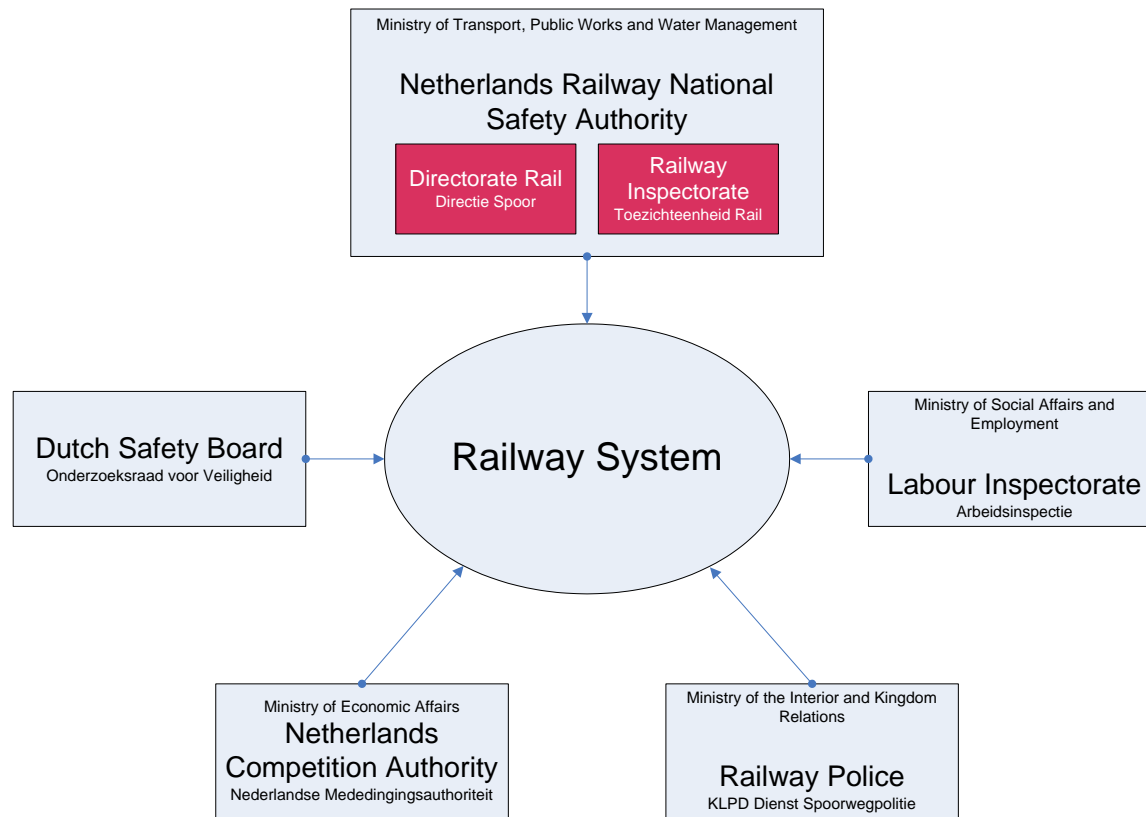 Ministry of Transport, Public Works and Water Management
Netherlands Railway National
Safety Authority
Directorate Rail
Directie Spoor
Railway
Inspectorate
Toezichteenheid Rail
Dutch Safety Board
Onderzoeksraad voor Veiligheid
Railway System
Ministry of Social Affairs and
Employment
Labour Inspectorate
Arbeidsinspectie
Ministry of Economic Affairs
Netherlands
Competition Authority
Nederlandse Mededingingsauthoriteit
Ministry of the Interior and Kingdom
Relations
Railway Police
KLPD Dienst Spoorwegpolitie